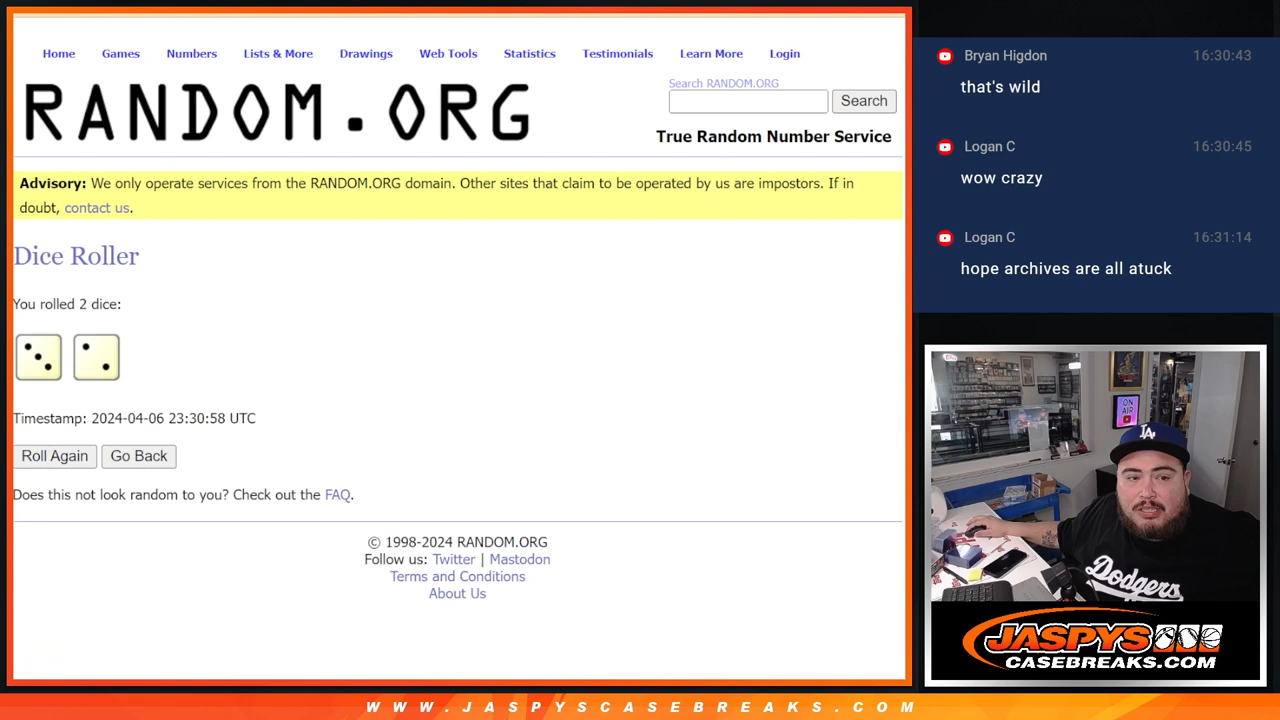 Home Games Numbers Lists & More Drawings Web Tools Statistics Testimonials Learn More Login
RANDOM.ORG
Search RANDOM.ORG
Search
True Random Number Service
Advisory: We only operate services from the RANDOM.ORG domain. Other sites that claim to be operated by us are impostors. If in
doubt, contact us.
Dice Roller
You rolled 2 dice:
Timestamp: 2024-04-06 23:30:58 UTC
Roll Again Go Back
Does this not look random to you? Check out the FAQ.
© 1998-2024 RANDOM.ORG
Follow us: Twitter | Mastodon
Terms and Conditions
About Us
Bryan Higdon 16:30:43
that's wild
Logan C 16:30:45
wow crazy
Logan C 16:31:14
hope archives are all atuck
ON
AIR
LA
Dodgers
JASPYS
CASEBREAKS.COM
WWW.JASPYSCASEBREAKS.COM